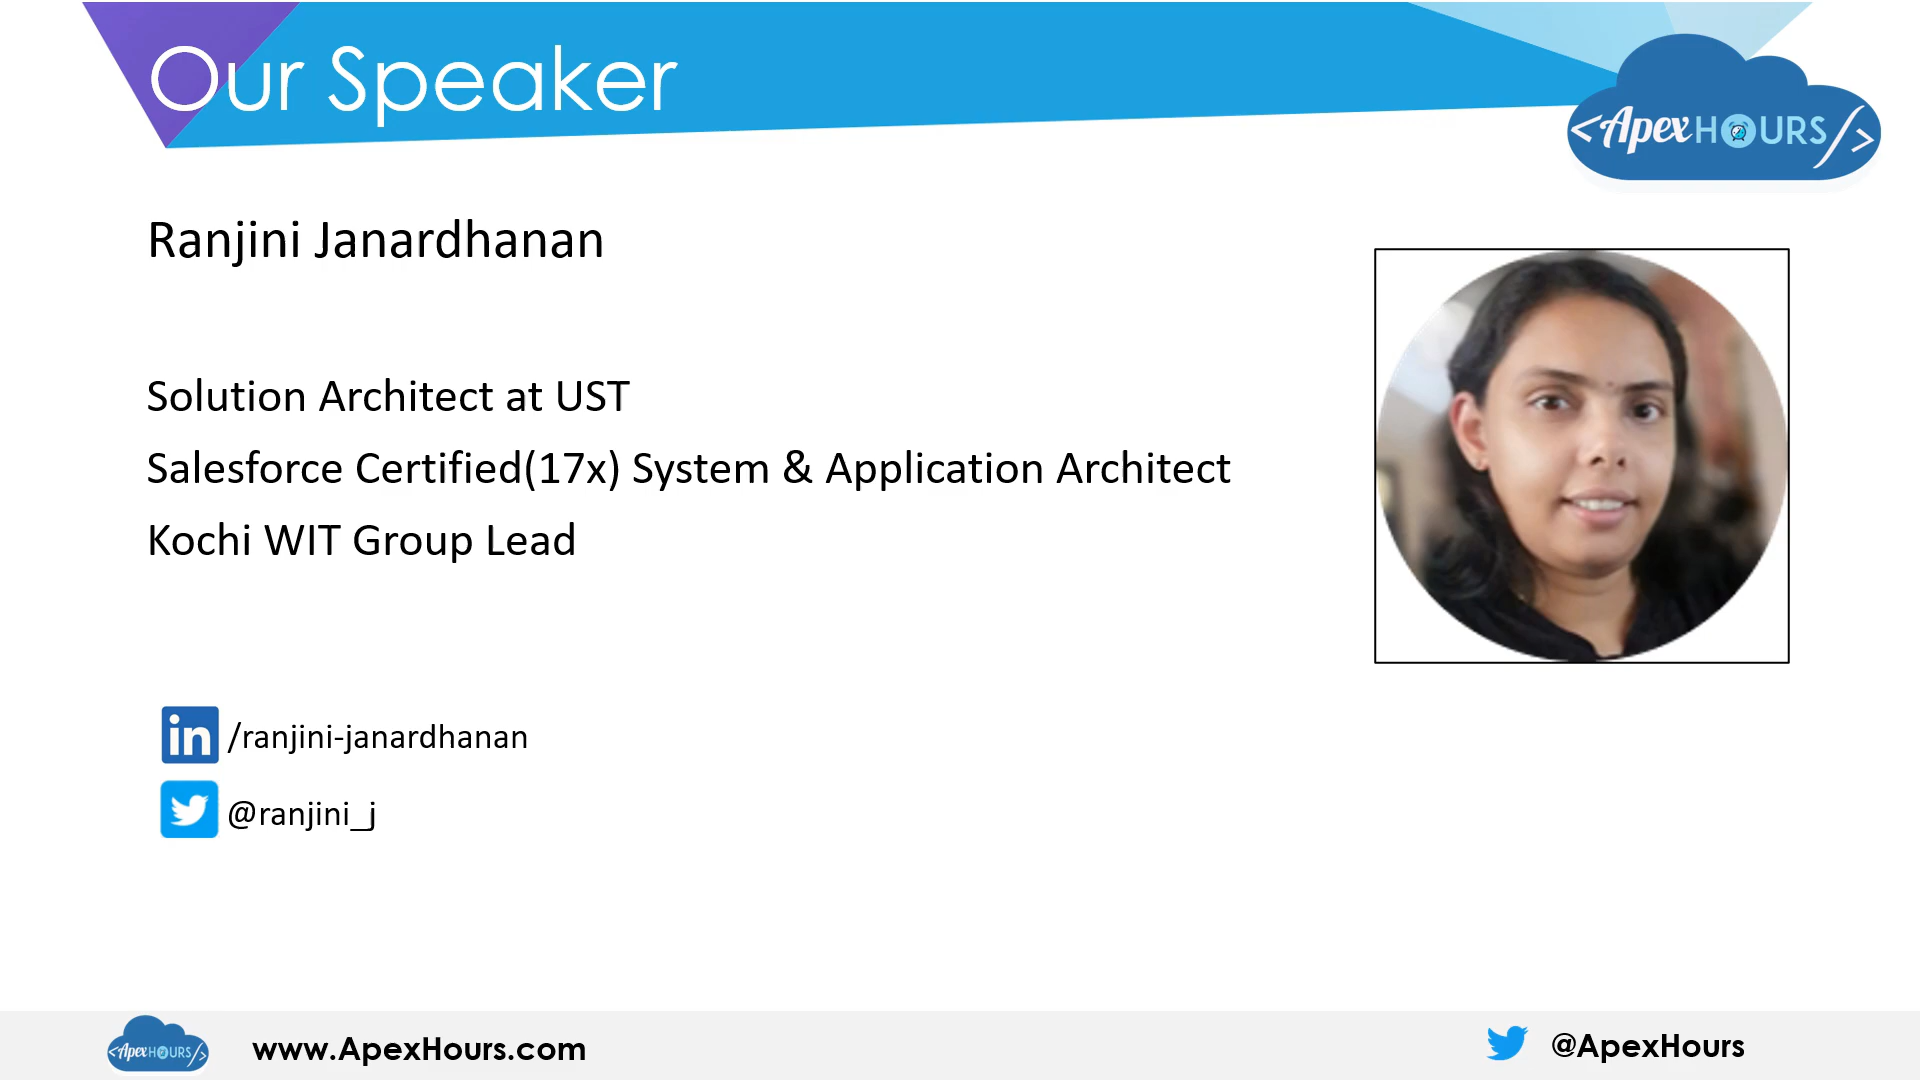 Our Speaker
<ApexHOURS/>
Ranjini Janardhanan
Solution Architect at UST
Salesforce Certified(17x) System & Application Architect
Kochi WIT Group Lead
in /ranjini-janardhanan
@ranjini_j
<ApexHOURS/>
www.ApexHours.com
@ApexHours